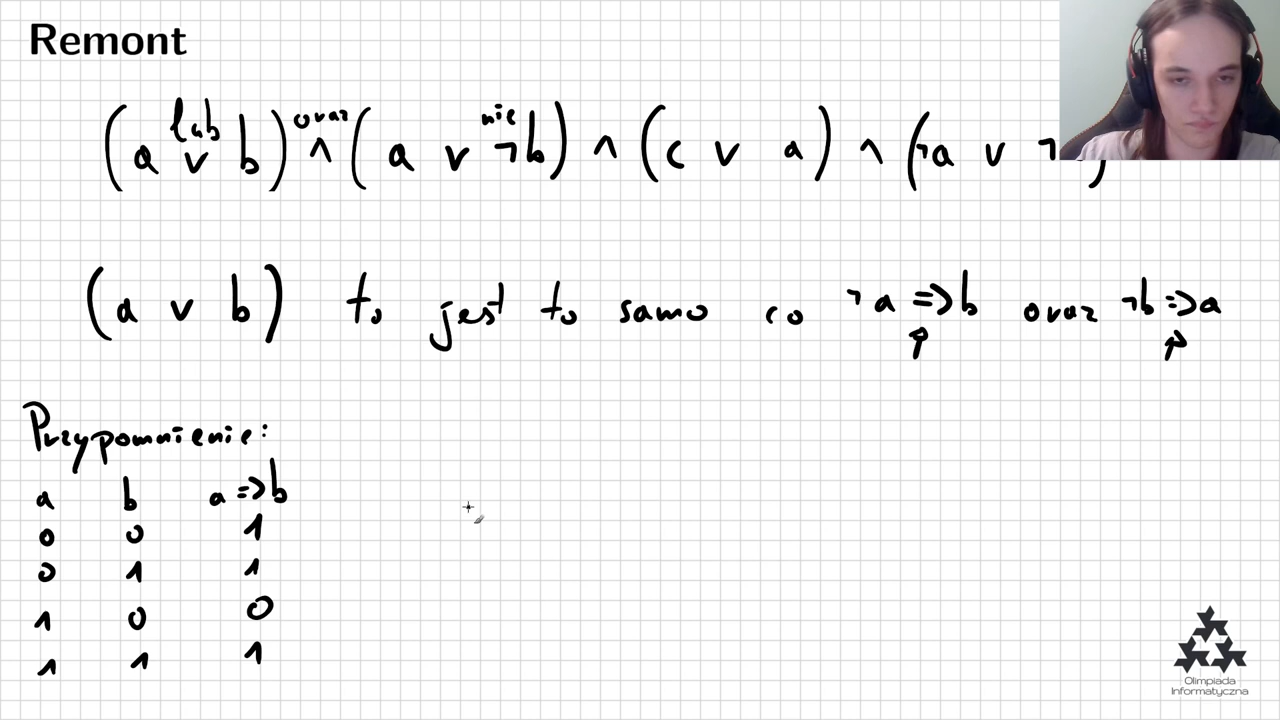 Remont
lub oraz nie
(a ∨ b) ∧ (a ∨ ¬b) ∧ (c ∨ a) ∧ (¬a ∨ ¬
(a ∨ b) to jest to samo co ¬a => b oraz ¬b => a
Przypomnienie:
a b a => b
0 0 1
0 1 1
1 0 0
1 1 1
Olimpiada
Informatyczna